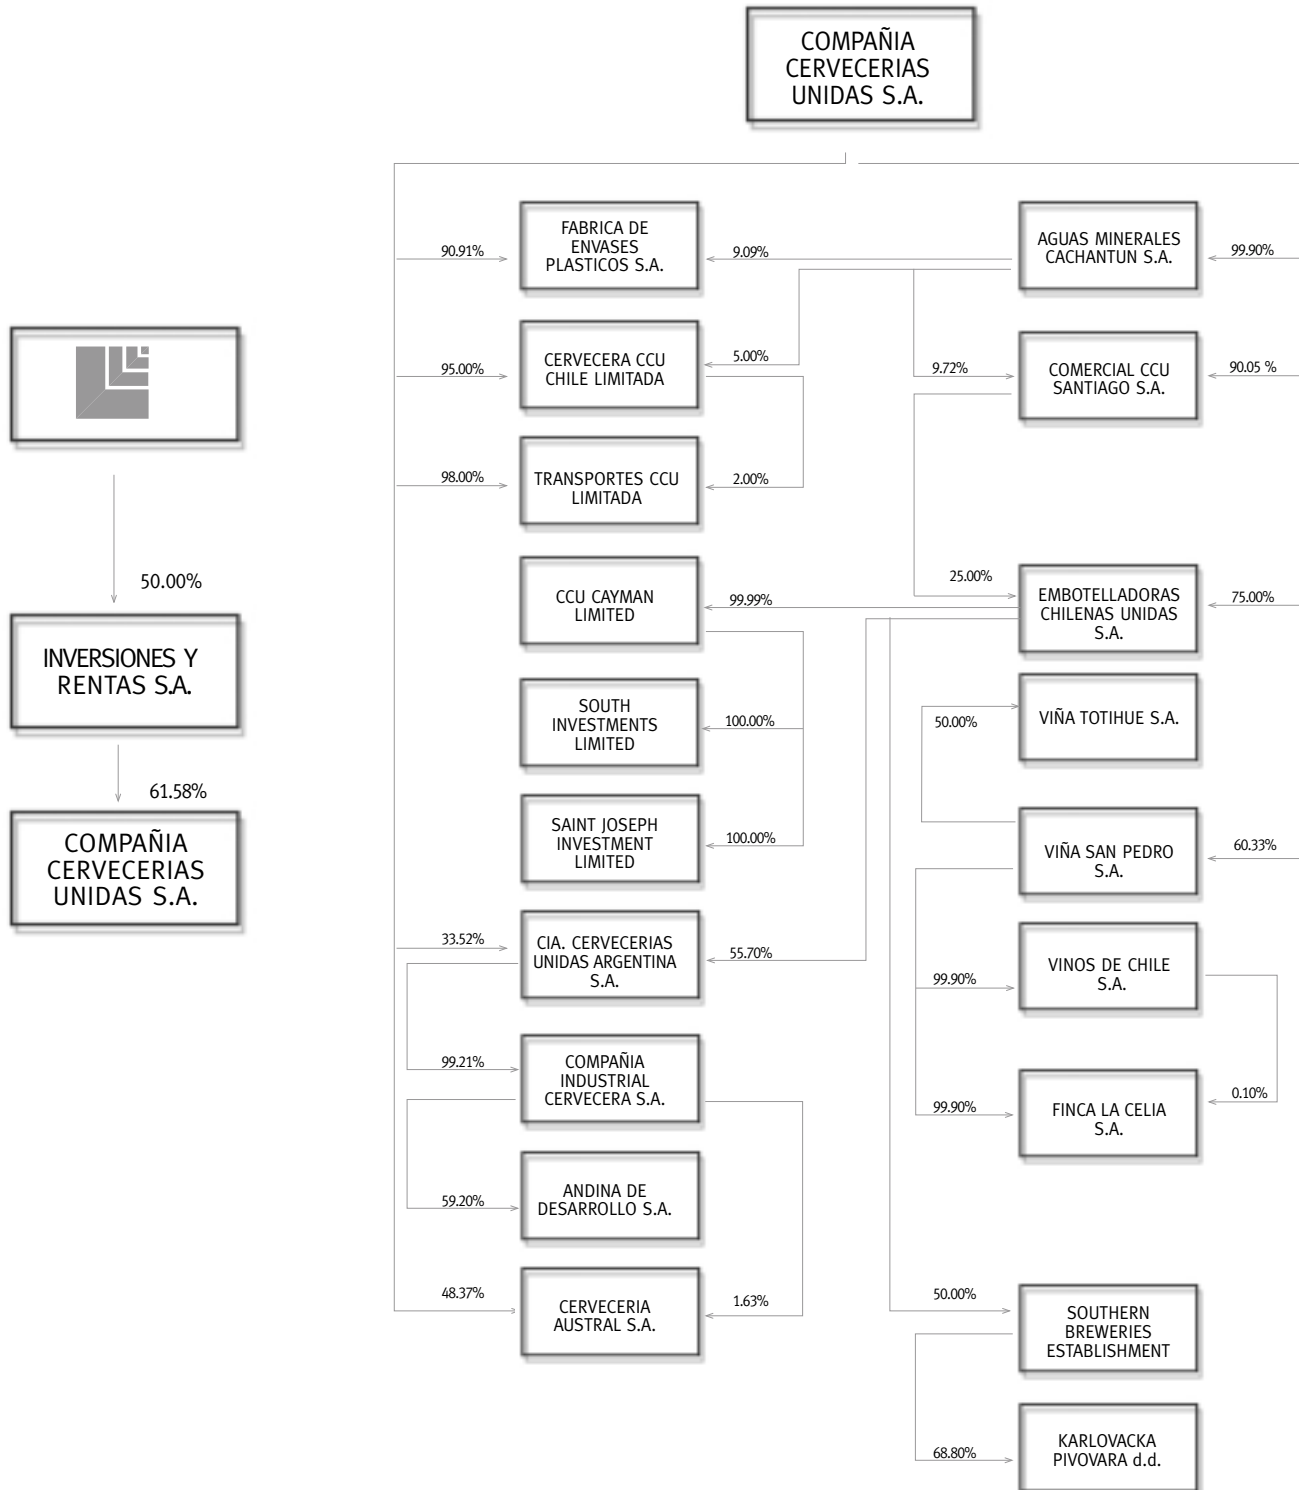 COMPAÑIA
CERVECERIAS
UNIDAS S.A.
50.00%
INVERSIONES Y
RENTAS S.A.
61.58%
COMPAÑIA
CERVECERIAS
UNIDAS S.A.
90.91%
FABRICA DE
ENVASES
PLASTICOS S.A.
9.09%
AGUAS MINERALES
CACHANTUN S.A.
99.90%
95.00%
CERVECERA CCU
CHILE LIMITADA
5.00%
9.72%
COMERCIAL CCU
SANTIAGO S.A.
90.05 %
98.00%
TRANSPORTES CCU
LIMITADA
2.00%
CCU CAYMAN
LIMITED
99.99%
25.00%
EMBOTELLADORAS
CHILENAS UNIDAS
S.A.
75.00%
SOUTH
INVESTMENTS
LIMITED
100.00%
50.00%
VIÑA TOTIHUE S.A.
SAINT JOSEPH
INVESTMENT
LIMITED
100.00%
VIÑA SAN PEDRO
S.A.
60.33%
33.52%
CIA. CERVECERIAS
UNIDAS ARGENTINA
S.A.
55.70%
99.90%
VINOS DE CHILE
S.A.
99.21%
COMPAÑIA
INDUSTRIAL
CERVECERA S.A.
99.90%
FINCA LA CELIA
S.A.
0.10%
59.20%
ANDINA DE
DESARROLLO S.A.
48.37%
CERVECERIA
AUSTRAL S.A.
1.63%
50.00%
SOUTHERN
BREWERIES
ESTABLISHMENT
68.80%
KARLOVACKA
PIVOVARA d.d.